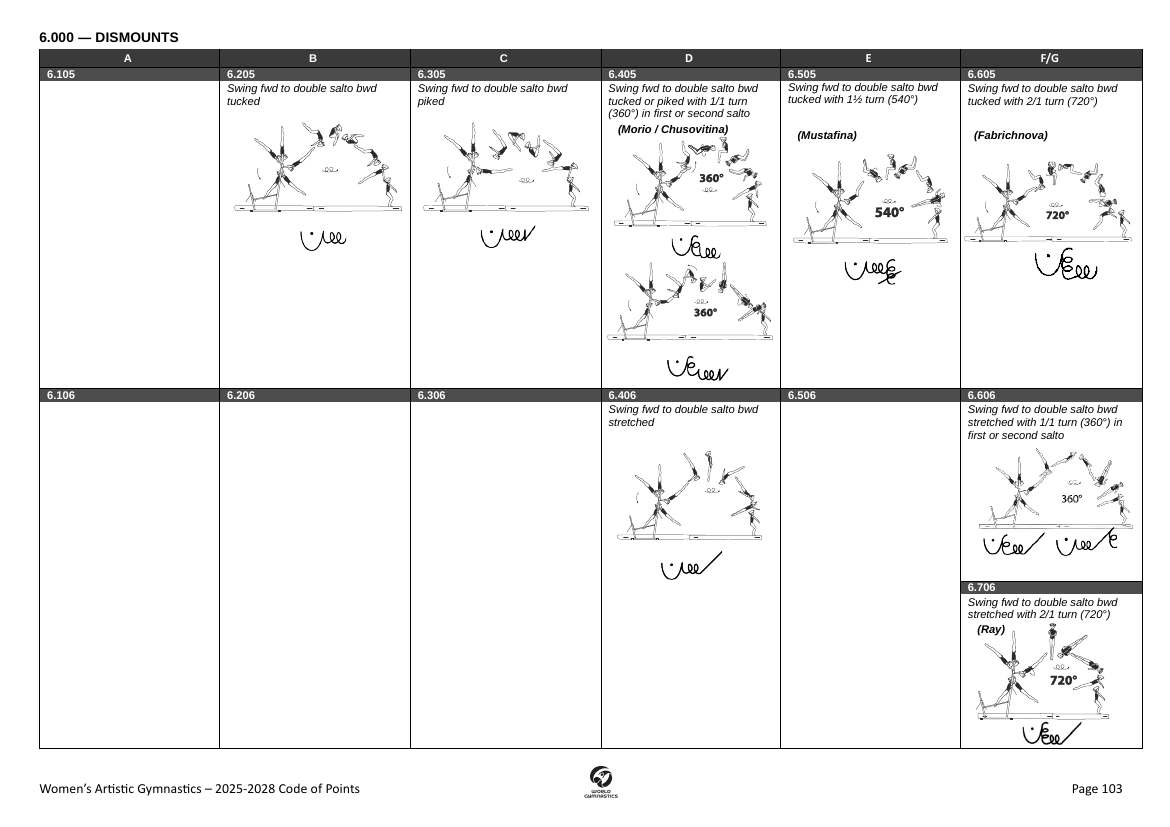 6.000 — DISMOUNTS
A B C D E F/G
6.105 6.205 6.305 6.405 6.505 6.605
Swing fwd to double salto bwd
tucked
Swing fwd to double salto bwd
piked
Swing fwd to double salto bwd
tucked or piked with 1/1 turn
(360°) in first or second salto
(Morio / Chusovitina)
360°
360°
Swing fwd to double salto bwd
tucked with 1½ turn (540°)
(Mustafina)
540°
Swing fwd to double salto bwd
tucked with 2/1 turn (720°)
(Fabrichnova)
720°
6.106 6.206 6.306 6.406 6.506 6.606
Swing fwd to double salto bwd
stretched
Swing fwd to double salto bwd
stretched with 1/1 turn (360°) in
first or second salto
360°
6.706
Swing fwd to double salto bwd
stretched with 2/1 turn (720°)
(Ray)
720°
Women's Artistic Gymnastics – 2025-2028 Code of Points
WORLD
GYMNASTICS
Page 103